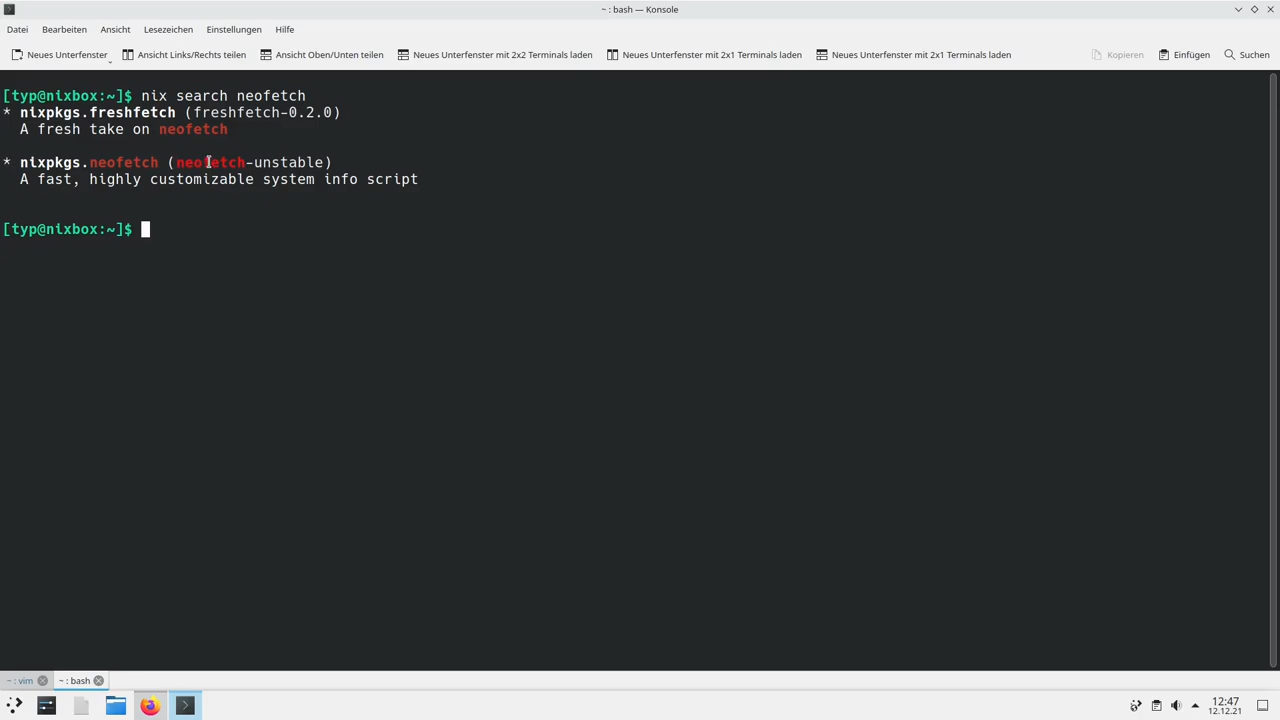 ~ : bash — Konsole
Datei Bearbeiten Ansicht Lesezeichen Einstellungen Hilfe
Neues Unterfenster Ansicht Links/Rechts teilen Ansicht Oben/Unten teilen Neues Unterfenster mit 2x2 Terminals laden Neues Unterfenster mit 2x1 Terminals laden Neues Unterfenster mit 2x1 Terminals laden Kopieren Einfügen Suchen
[typ@nixbox:~]$ nix search neofetch
* nixpkgs.freshfetch (freshfetch-0.2.0)
A fresh take on neofetch
* nixpkgs.neofetch (neofetch-unstable)
A fast, highly customizable system info script
[typ@nixbox:~]$
~ : vim ~ : bash
12:47
12.12.21